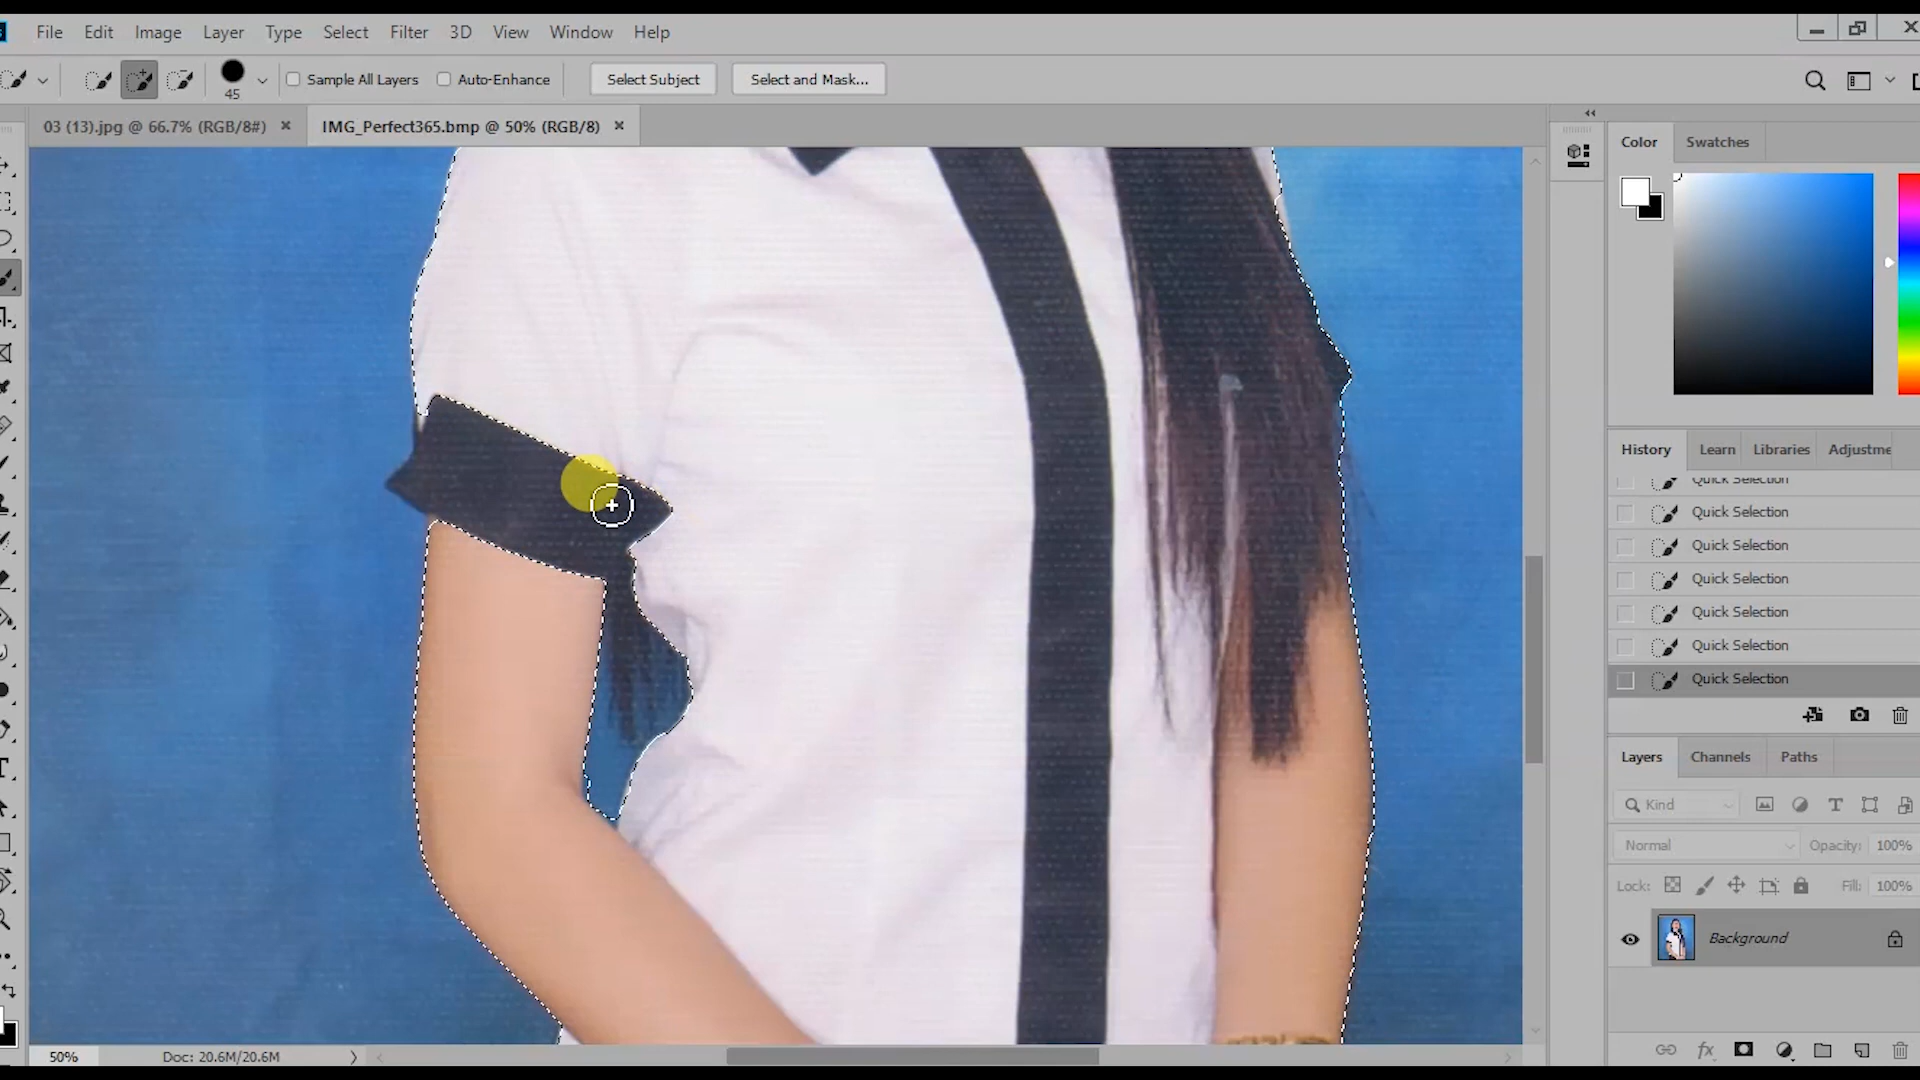 File Edit Image Layer Type Select Filter 3D View Window Help
45 Sample All Layers Auto-Enhance Select Subject Select and Mask...
03 (13).jpg @ 66.7% (RGB/8#) × IMG_Perfect365.bmp @ 50% (RGB/8) ×
Color Swatches
History Learn Libraries Adjustme
Quick Selection
Quick Selection
Quick Selection
Quick Selection
Quick Selection
Quick Selection
Quick Selection
Layers Channels Paths
Kind
Normal Opacity: 100%
Lock: Fill: 100%
Background
50% Doc: 20.6M/20.6M